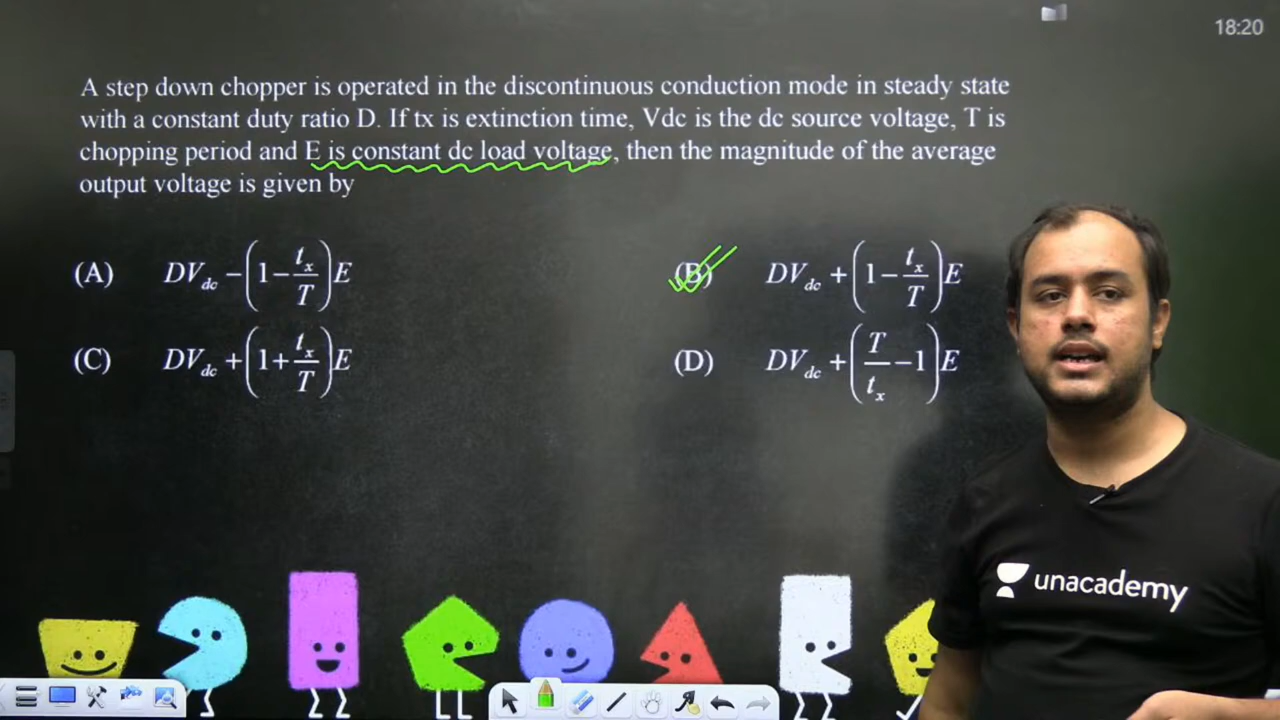 18:20
A step down chopper is operated in the discontinuous conduction mode in steady state
with a constant duty ratio D. If tx is extinction time, Vdc is the dc source voltage, T is
chopping period and E is constant dc load voltage, then the magnitude of the average
output voltage is given by
(A) DV_dc − (1 − t_x/T) E
(B) DV_dc + (1 − t_x/T) E
(C) DV_dc + (1 + t_x/T) E
(D) DV_dc + (T/t_x − 1) E
unacademy